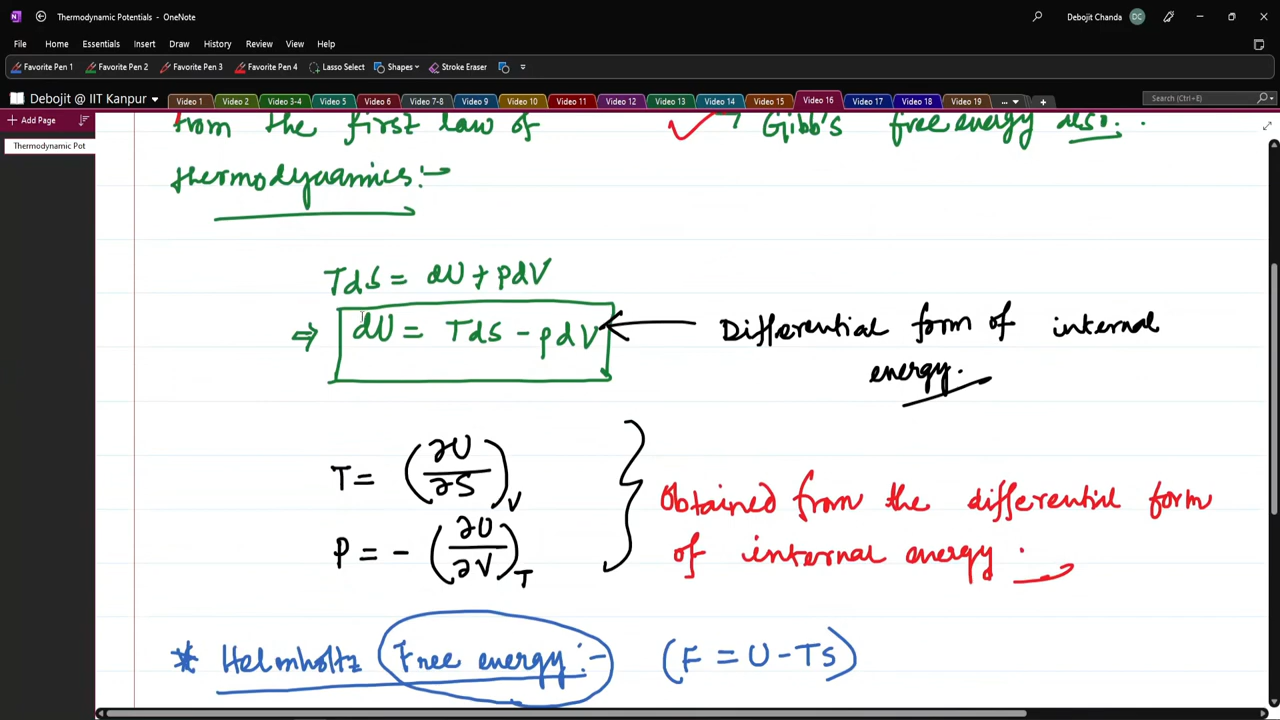 Thermodynamic Potentials - OneNote
Debojit Chanda DC
File Home Essentials Insert Draw History Review View Help
Favorite Pen 1 Favorite Pen 2 Favorite Pen 3 Favorite Pen 4 Lasso Select Shapes Stroke Eraser
Debojit @ IIT Kanpur Video 1 Video 2 Video 3-4 Video 5 Video 6 Video 7-8 Video 9 Video 10 Video 11 Video 12 Video 13 Video 14 Video 15 Video 16 Video 17 Video 18 Video 19 ... + Search (Ctrl+E)
+ Add Page
Thermodynamic Pot
from the first law of
thermodynamics:-
✓ → Gibb's free energy also.
TdS = dU + PdV
⇒ dU = TdS - pdV ← Differential form of internal
energy.
T = (∂U/∂S)_V
P = - (∂U/∂V)_T
Obtained from the differential form
of internal energy.
* Helmholtz Free energy:- (F = U - TS)